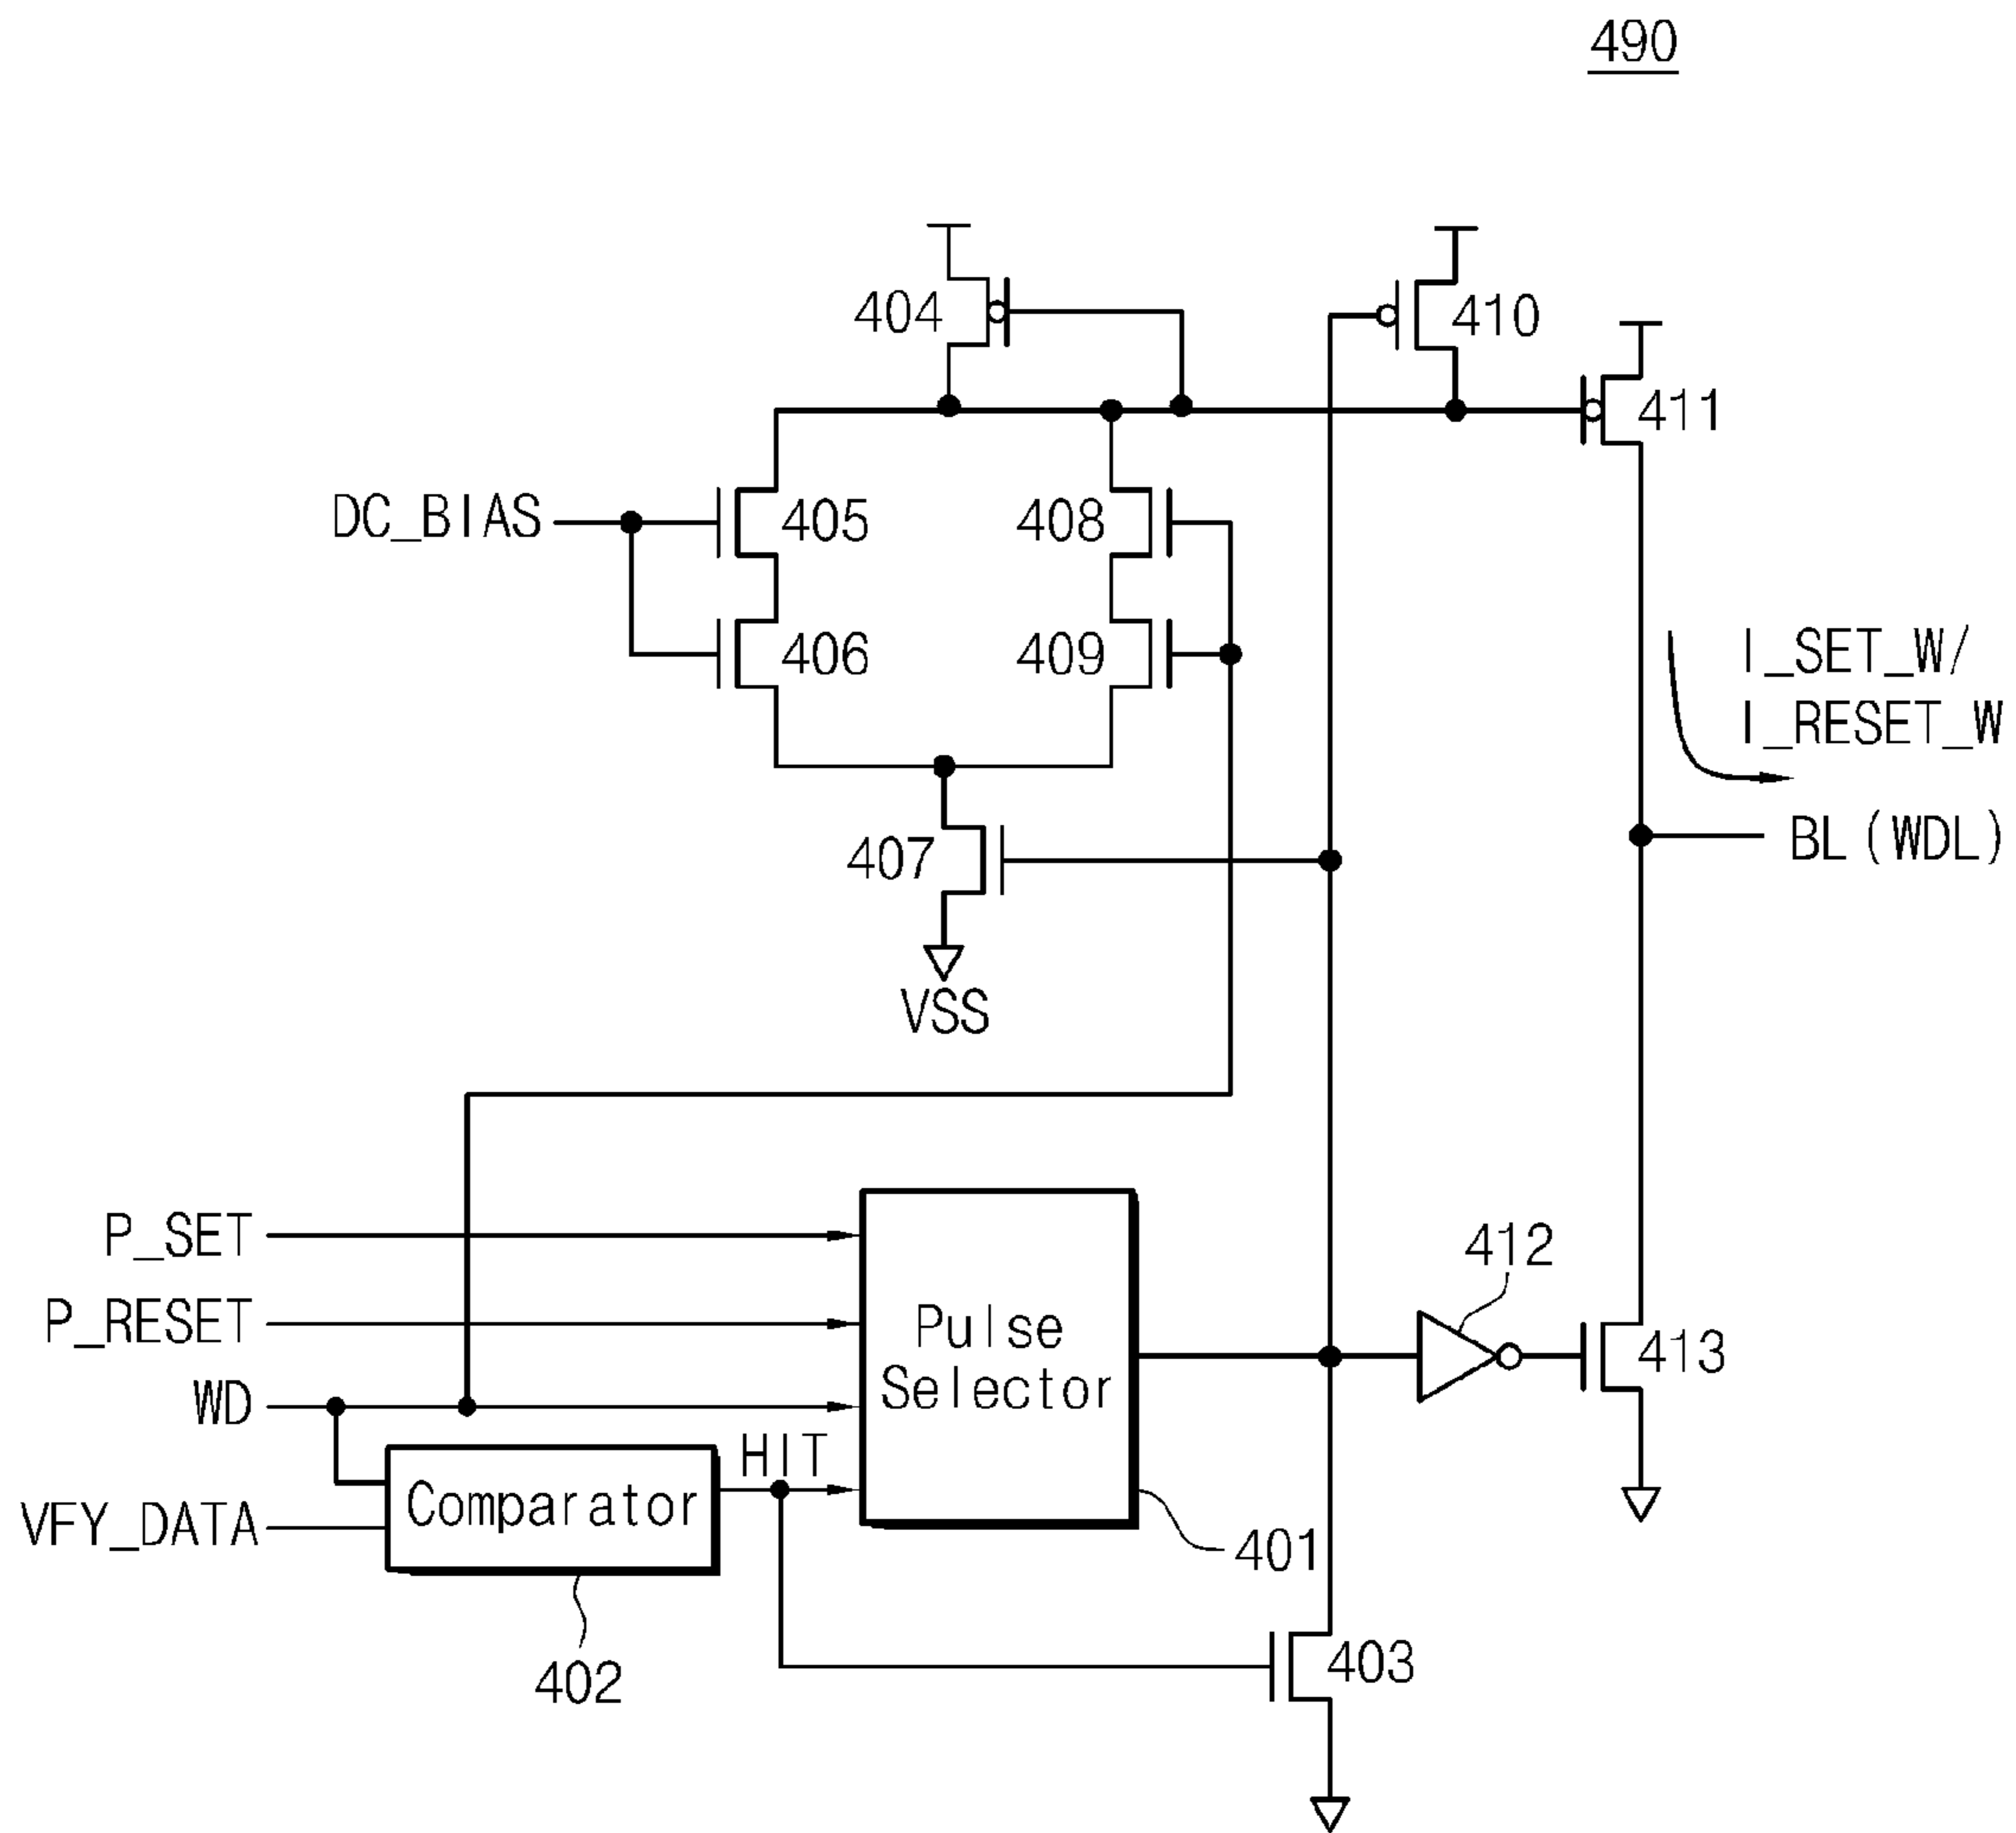 490
404
410
411
DC_BIAS
405
408
406
409
I_SET_W/
I_RESET_W
407
BL(WDL)
VSS
P_SET
412
P_RESET
Pulse
Selector
413
WD
HIT
Comparator
VFY_DATA
401
402
403